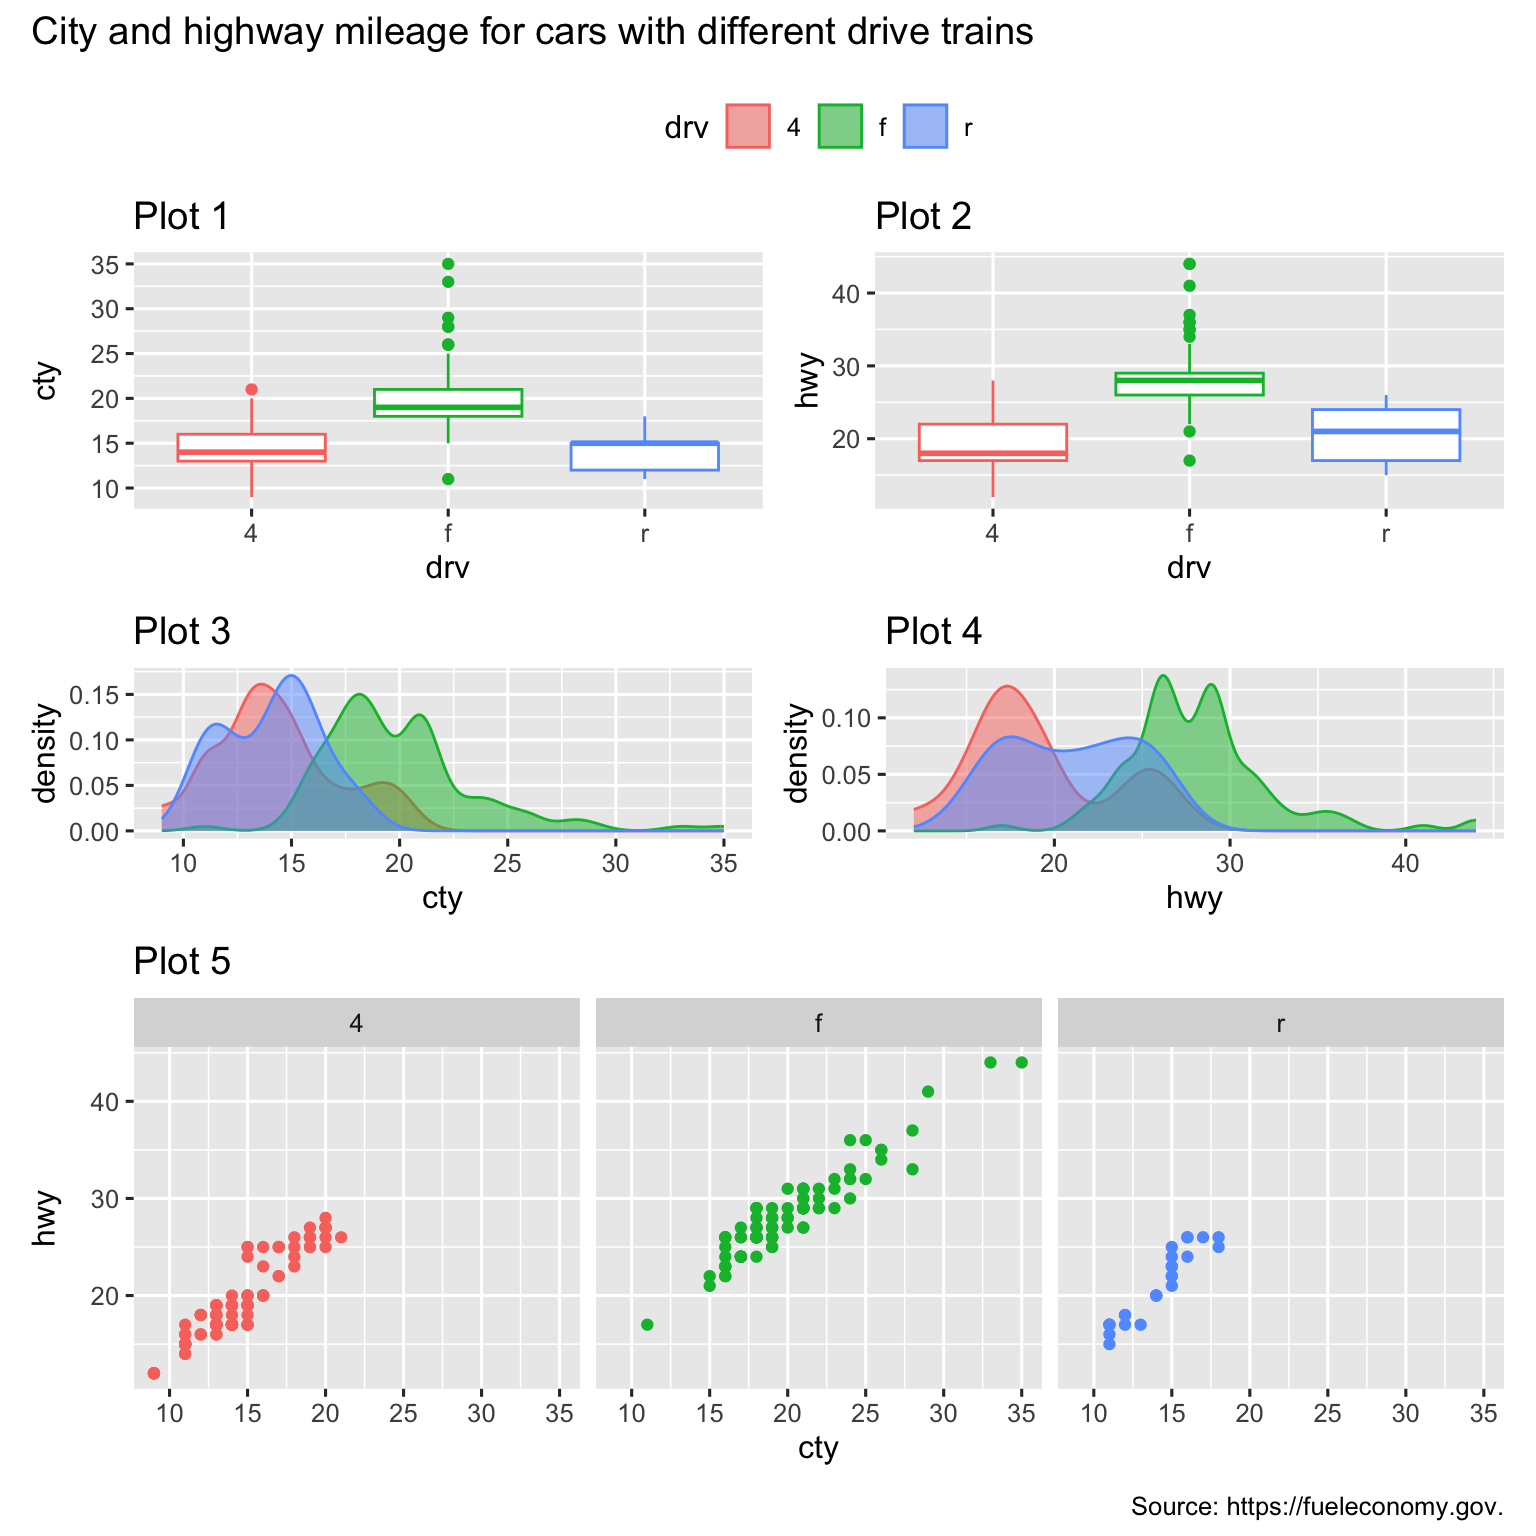 City and highway mileage for cars with different drive trains
drv 4 f r
Plot 1
35
30
25
20
15
10
cty
4 f r
drv
Plot 2
40
30
20
hwy
4 f r
drv
Plot 3
0.15
0.10
0.05
0.00
density
10 15 20 25 30 35
cty
Plot 4
0.10
0.05
0.00
density
20 30 40
hwy
Plot 5
4 f r
40
30
20
hwy
10 15 20 25 30 35 10 15 20 25 30 35 10 15 20 25 30 35
cty
Source: https://fueleconomy.gov.